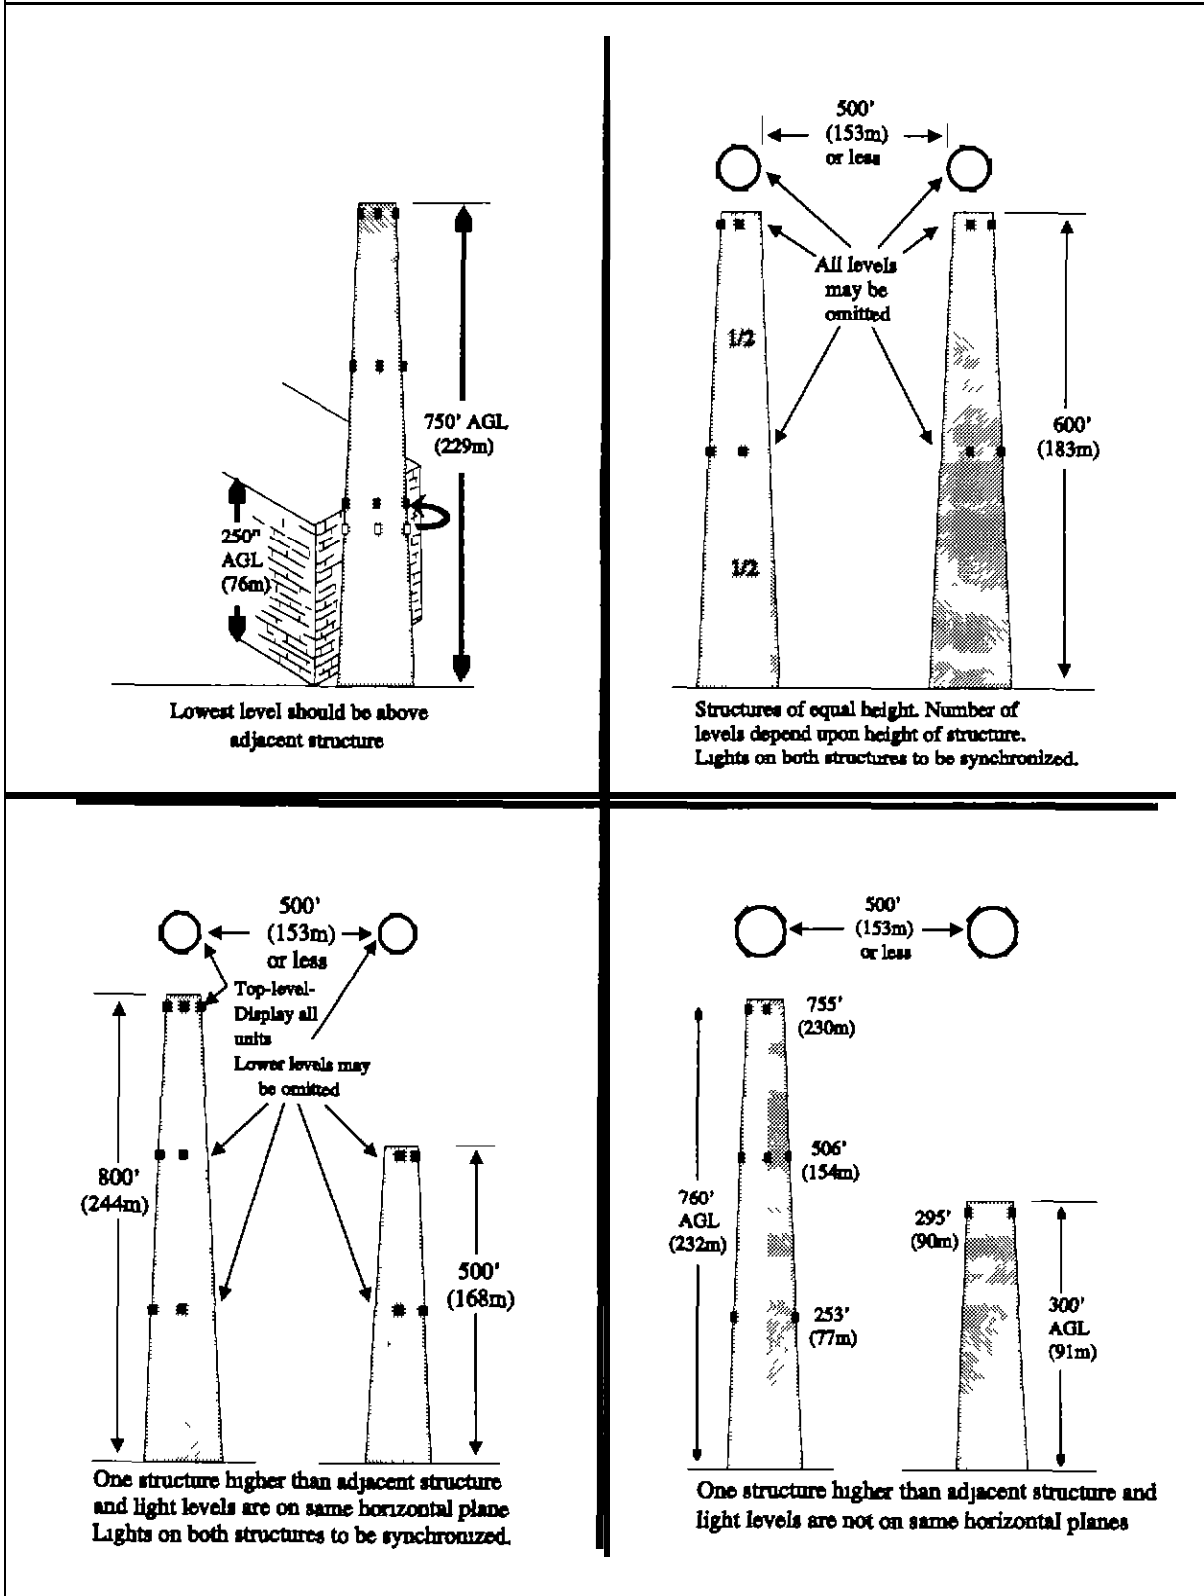 750' AGL
(229m)
250"
AGL
(76m)
Lowest level should be above
adjacent structure
500'
(153m)
or less
All levels
may be
omitted
1/2
1/2
600'
(183m)
Structures of equal height. Number of
levels depend upon height of structure.
Lights on both structures to be synchronized.
500'
(153m)
or less
Top-level-
Display all
units
Lower levels may
be omitted
800'
(244m)
500'
(168m)
One structure higher than adjacent structure
and light levels are on same horizontal plane
Lights on both structures to be synchronized.
500'
(153m)
or less
755'
(230m)
506'
(154m)
760'
AGL
(232m)
295'
(90m)
253'
(77m)
300'
AGL
(91m)
One structure higher than adjacent structure and
light levels are not on same horizontal planes